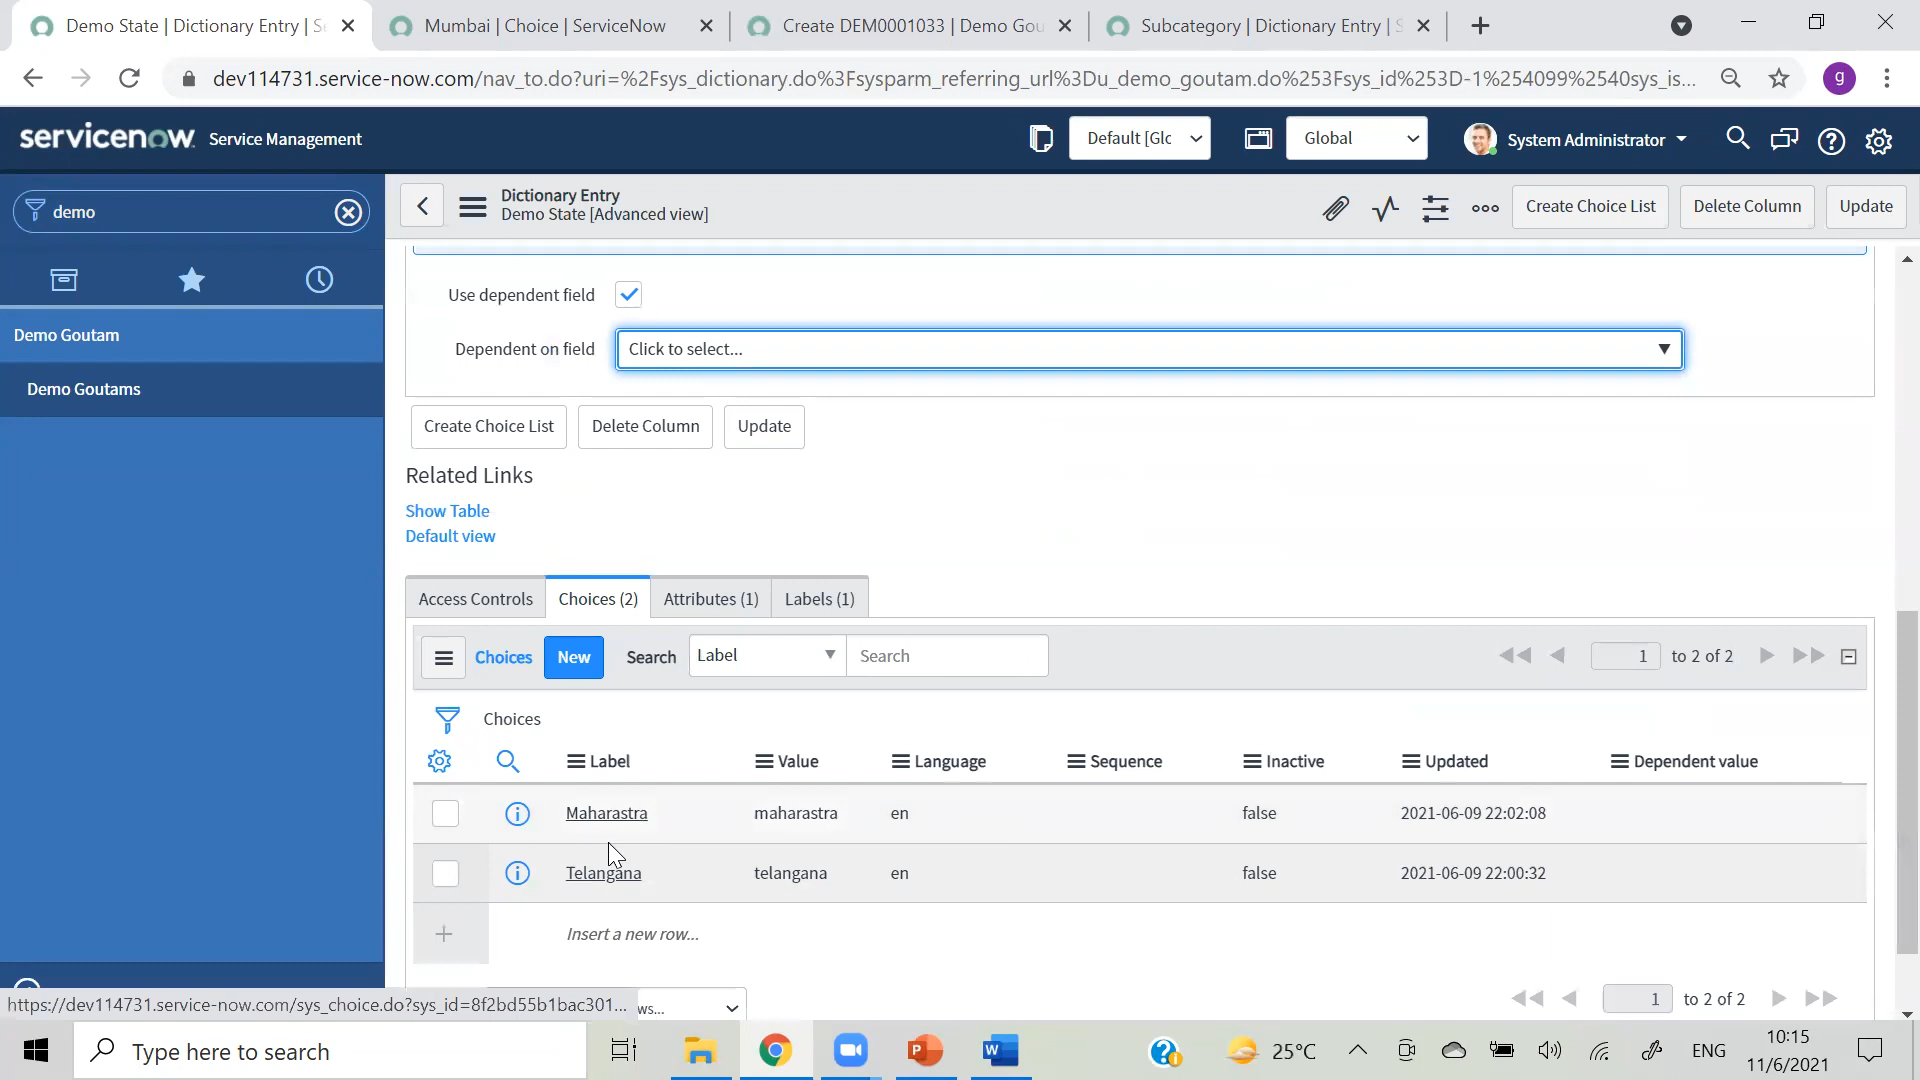 Demo State | Dictionary Entry | Se
Mumbai | Choice | ServiceNow
Create DEM0001033 | Demo Gou
Subcategory | Dictionary Entry | S
dev114731.service-now.com/nav_to.do?uri=%2Fsys_dictionary.do%3Fsysparm_referring_url%3Du_demo_goutam.do%253Fsys_id%253D-1%254099%2540sys_is...
g
servicenow. Service Management
Default [Glo
Global
System Administrator
demo
Dictionary Entry
Demo State [Advanced view]
Create Choice List
Delete Column
Update
Demo Goutam
Demo Goutams
Use dependent field
Dependent on field
Click to select...
Create Choice List
Delete Column
Update
Related Links
Show Table
Default view
Access Controls
Choices (2)
Attributes (1)
Labels (1)
Choices
New
Search
Label
Search
1 to 2 of 2
Choices
Label Value Language Sequence Inactive Updated Dependent value
Maharastra maharastra en false 2021-06-09 22:02:08
Telangana telangana en false 2021-06-09 22:00:32
Insert a new row...
https://dev114731.service-now.com/sys_choice.do?sys_id=8f2bd55b1bac301...
ws...
1 to 2 of 2
Type here to search
25°C
ENG
10:15
11/6/2021